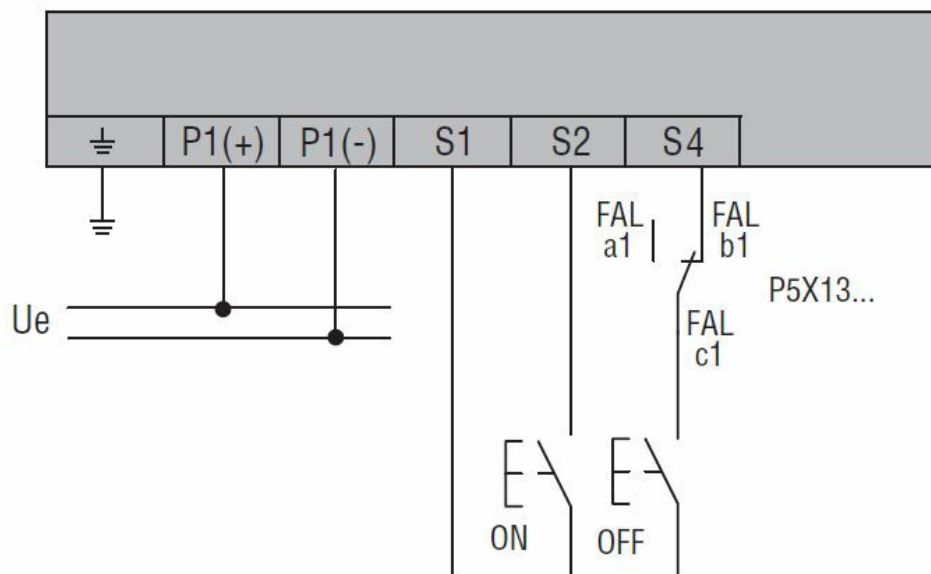 P1(+) P1(-) S1 S2 S4
FAL
a1
FAL
b1
P5X13...
Ue
FAL
c1
ON
OFF